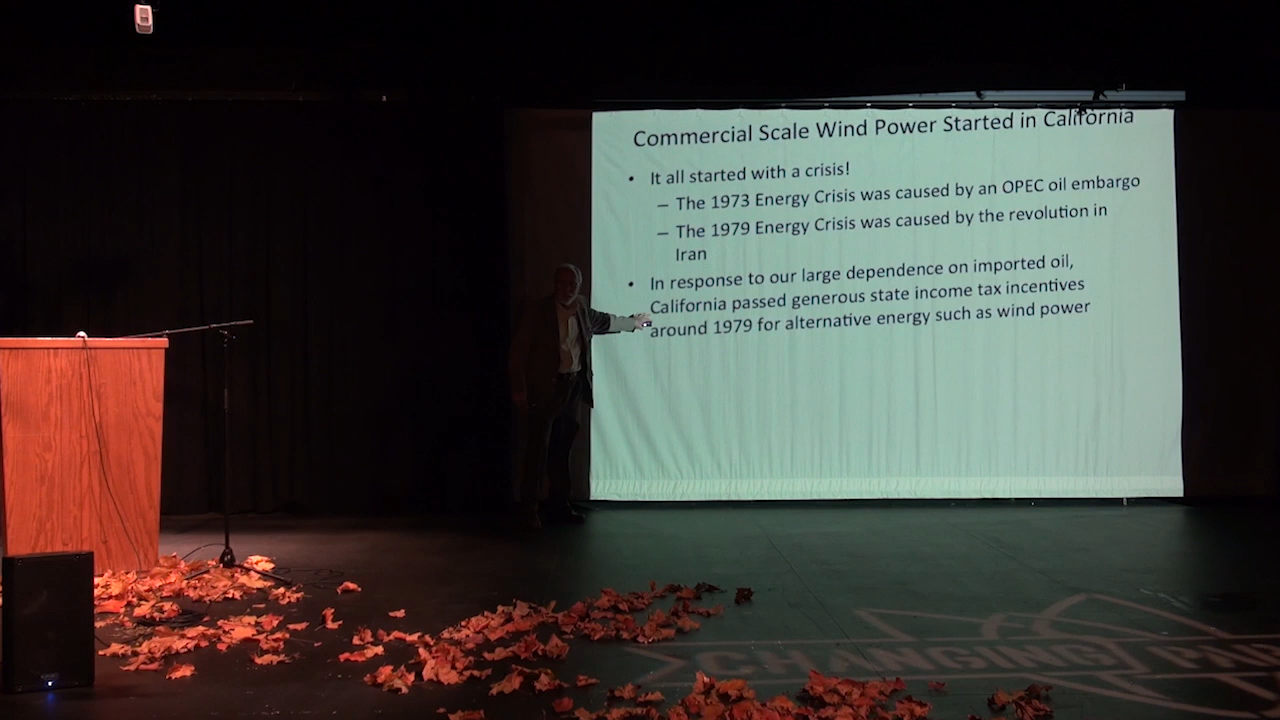 Commercial Scale Wind Power Started in California
• It all started with a crisis!
– The 1973 Energy Crisis was caused by an OPEC oil embargo
– The 1979 Energy Crisis was caused by the revolution in
Iran
• In response to our large dependence on imported oil,
California passed generous state income tax incentives
around 1979 for alternative energy such as wind power
CHANGING PAR